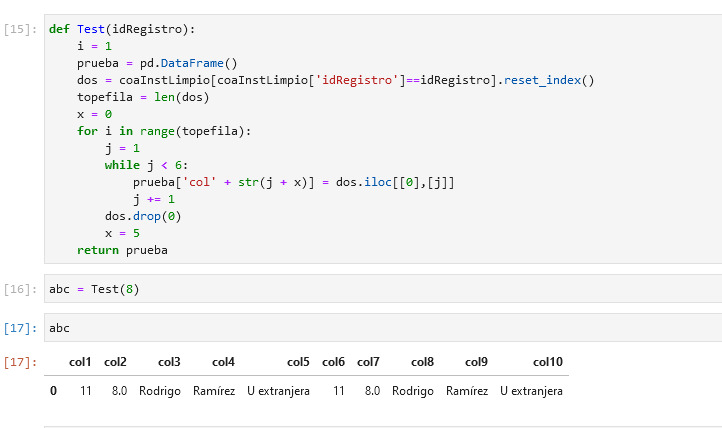 [15]: def Test(idRegistro):
i = 1
prueba = pd.DataFrame()
dos = coaInstLimpio[coaInstLimpio['idRegistro']==idRegistro].reset_index()
topefila = len(dos)
x = 0
for i in range(topefila):
j = 1
while j < 6:
prueba['col' + str(j + x)] = dos.iloc[[0],[j]]
j += 1
dos.drop(0)
x = 5
return prueba
[16]: abc = Test(8)
[17]: abc
[17]: col1 col2 col3 col4 col5 col6 col7 col8 col9 col10
0 11 8.0 Rodrigo Ramírez U extranjera 11 8.0 Rodrigo Ramírez U extranjera